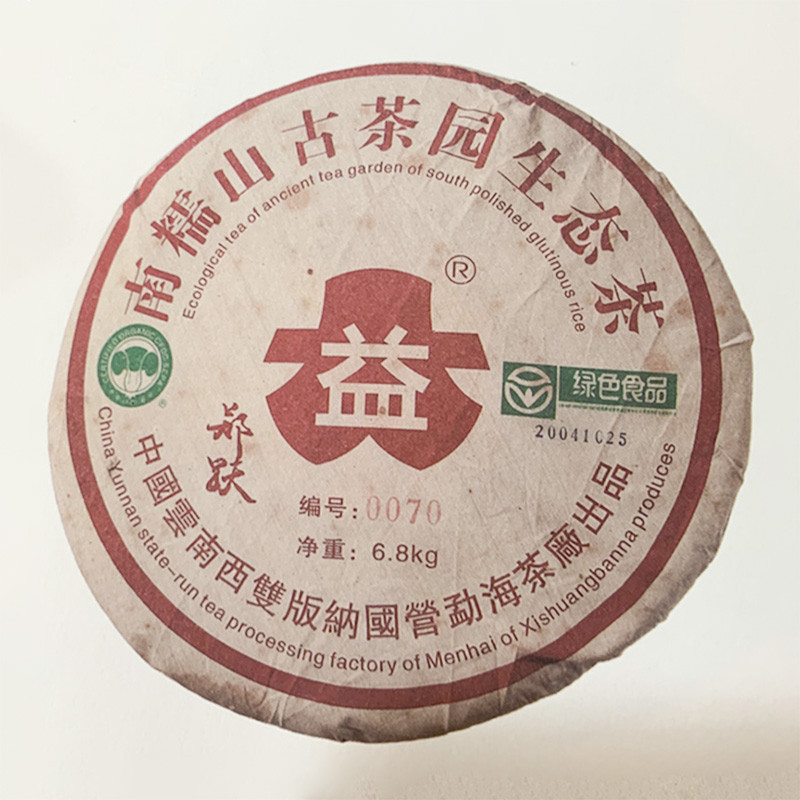 南糯山古茶园生态茶
Ecological tea of ancient tea garden of south polished glutinous rice
®
益
CERTIFIED ORGANIC
®
绿色食品
20041025
郑跃
编号:0070
净重: 6.8kg
中國雲南西雙版納國營勐海茶廠出品
China Yunnan state-run tea processing factory of Menhai of Xishuangbanna produces